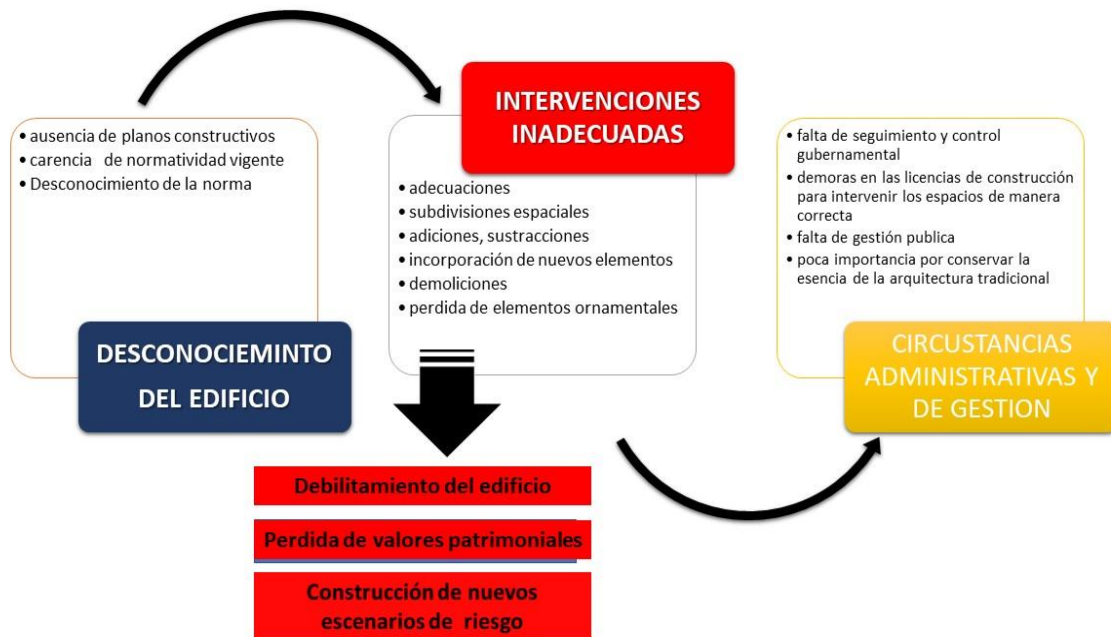 • ausencia de planos constructivos
• carencia de normatividad vigente
• Desconocimiento de la norma
DESCONOCIEMINTO
DEL EDIFICIO
INTERVENCIONES
INADECUADAS
• adecuaciones
• subdivisiones espaciales
• adiciones, sustracciones
• incorporación de nuevos elementos
• demoliciones
• perdida de elementos ornamentales
Debilitamiento del edificio
Perdida de valores patrimoniales
Construcción de nuevos
escenarios de riesgo
• falta de seguimiento y control
gubernamental
• demoras en las licencias de construcción
para intervenir los espacios de manera
correcta
• falta de gestión publica
• poca importancia por conservar la
esencia de la arquitectura tradicional
CIRCUSTANCIAS
ADMINISTRATIVAS Y
DE GESTION